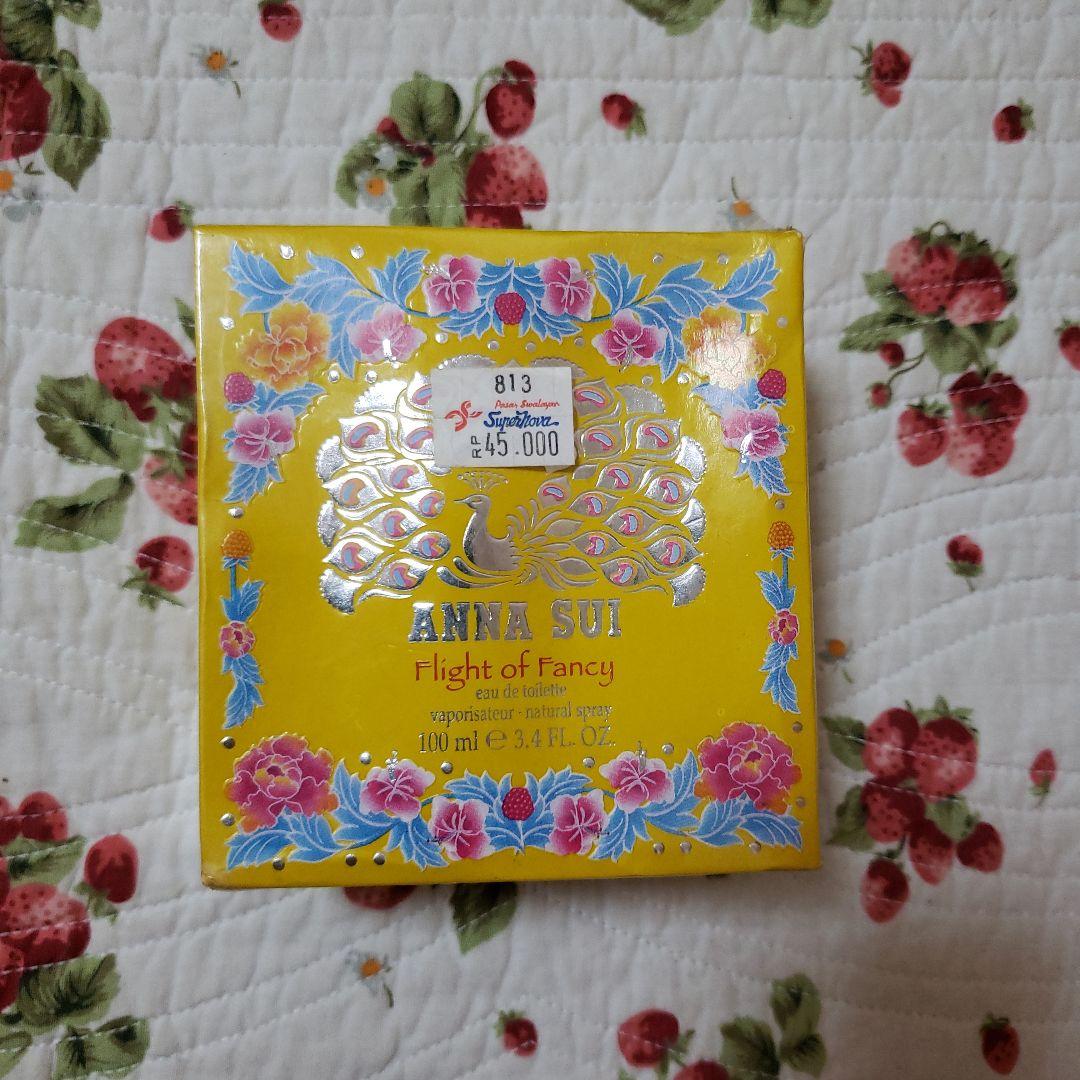 813
Pasar Swalayan
SuperNova
RP 45.000
ANNA SUI
Flight of Fancy
eau de toilette
vaporisateur - natural spray
100 ml ℮ 3.4 FL. OZ.